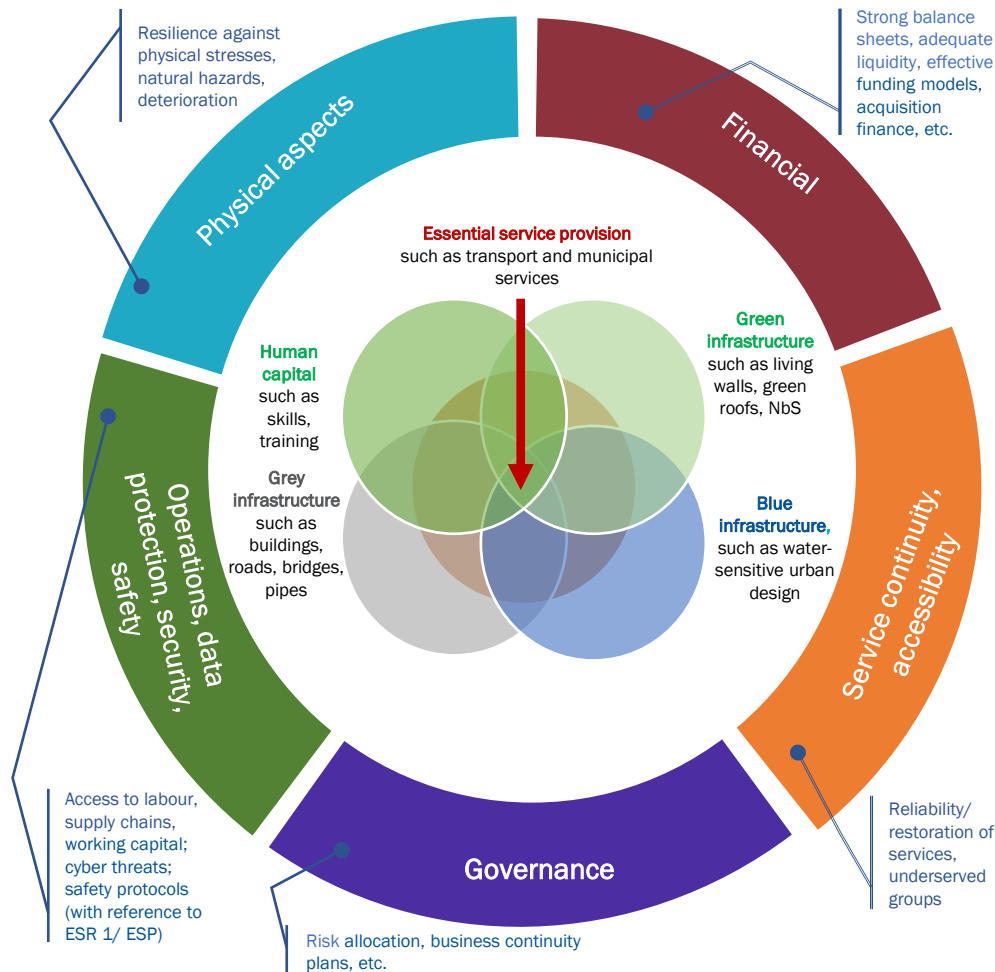 Resilience against
physical stresses,
natural hazards,
deterioration
Strong balance
sheets, adequate
liquidity, effective
funding models,
acquisition
finance, etc.
Physical aspects
Financial
Essential service provision
such as transport and municipal
services
Human
capital
such as
skills,
training
Green
infrastructure
such as living
walls, green
roofs, NbS
Grey
infrastructure
such as
buildings,
roads, bridges,
pipes
Blue
infrastructure,
such as water-
sensitive urban
design
Operations, data
protection, security,
safety
Service continuity,
accessibility
Governance
Access to labour,
supply chains,
working capital;
cyber threats;
safety protocols
(with reference to
ESR 1/ ESP)
Risk allocation, business continuity
plans, etc.
Reliability/
restoration of
services,
underserved
groups